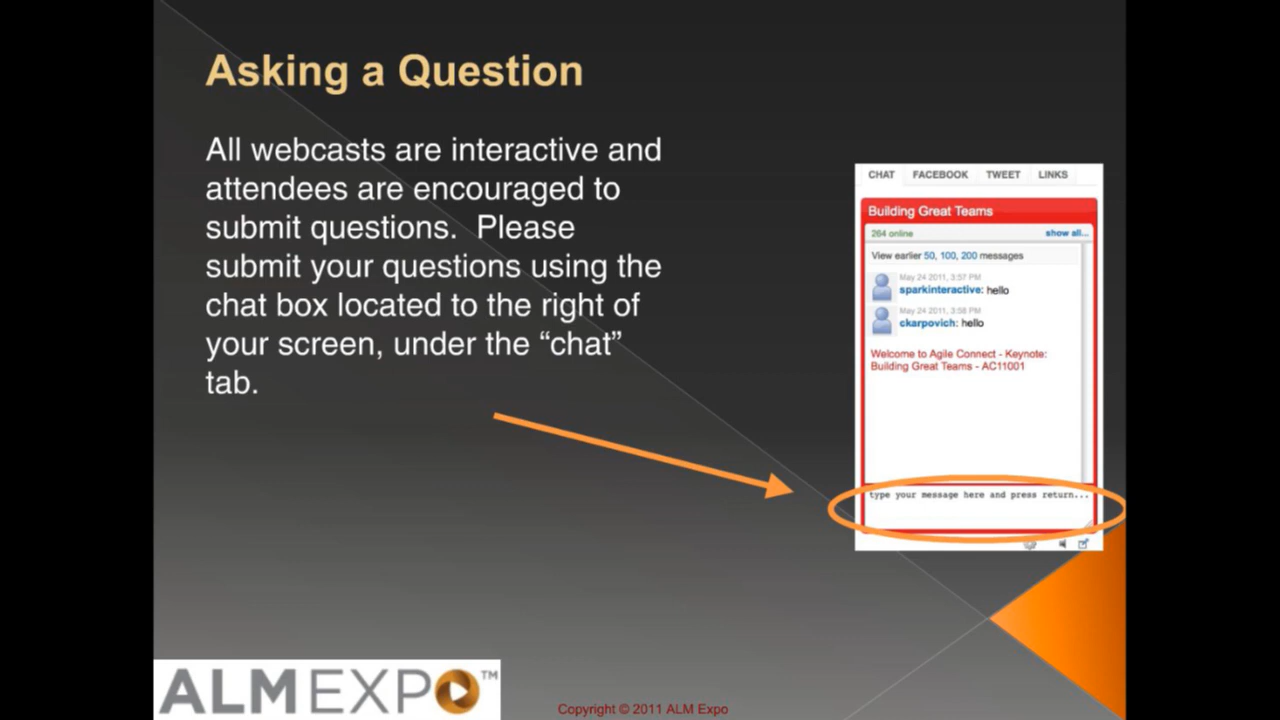 Asking a Question
All webcasts are interactive and
attendees are encouraged to
submit questions.  Please
submit your questions using the
chat box located to the right of
your screen, under the “chat”
tab.
CHAT FACEBOOK TWEET LINKS
Building Great Teams
264 online show all...
View earlier 50, 100, 200 messages
May 24 2011, 3:57 PM
sparkinteractive: hello
May 24 2011, 3:58 PM
ckarpovich: hello
Welcome to Agile Connect - Keynote:
Building Great Teams - AC11001
type your message here and press return...
ALMEXPO™
Copyright © 2011 ALM Expo